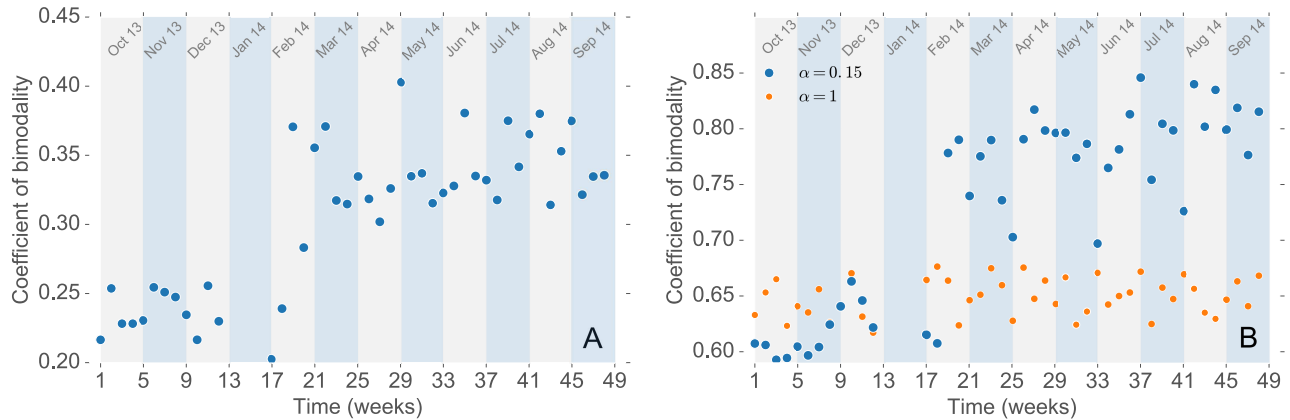 0.45
0.40
0.35
0.30
0.25
0.20
Coefficient of bimodality
Oct 13
Nov 13
Dec 13
Jan 14
Feb 14
Mar 14
Apr 14
May 14
Jun 14
Jul 14
Aug 14
Sep 14
A
1 5 9 13 17 21 25 29 33 37 41 45 49
Time (weeks)
0.85
0.80
0.75
0.70
0.65
0.60
Coefficient of bimodality
Oct 13
Nov 13
Dec 13
Jan 14
Feb 14
Mar 14
Apr 14
May 14
Jun 14
Jul 14
Aug 14
Sep 14
α = 0.15
α = 1
B
1 5 9 13 17 21 25 29 33 37 41 45 49
Time (weeks)